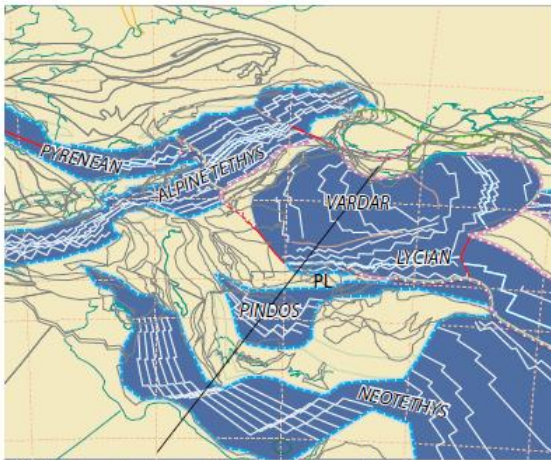 PYRENEAN
ALPINE TETHYS
VARDAR
LYCIAN
PL
PINDOS
NEOTETHYS